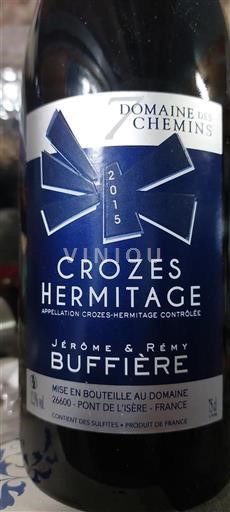 7 DOMAINE DES
CHEMINS
2015
VINIOU
CROZES
HERMITAGE
APPELLATION CROZES-HERMITAGE CONTRÔLÉE
JÉRÔME & RÉMY
BUFFIÈRE
MISE EN BOUTEILLE AU DOMAINE
26600 - PONT DE L'ISÈRE - FRANCE
CONTIENT DES SULFITES • PRODUIT DE FRANCE
75cl